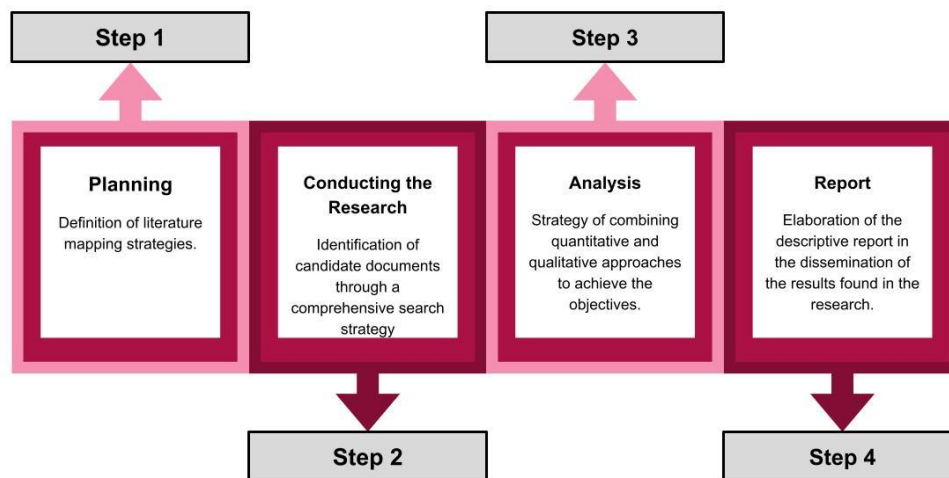 Step 1
Step 3
Planning
Definition of literature
mapping strategies.
Conducting the
Research
Identification of
candidate documents
through a
comprehensive search
strategy
Analysis
Strategy of combining
quantitative and
qualitative approaches
to achieve the
objectives.
Report
Elaboration of the
descriptive report in
the dissemination of
the results found in the
research.
Step 2
Step 4